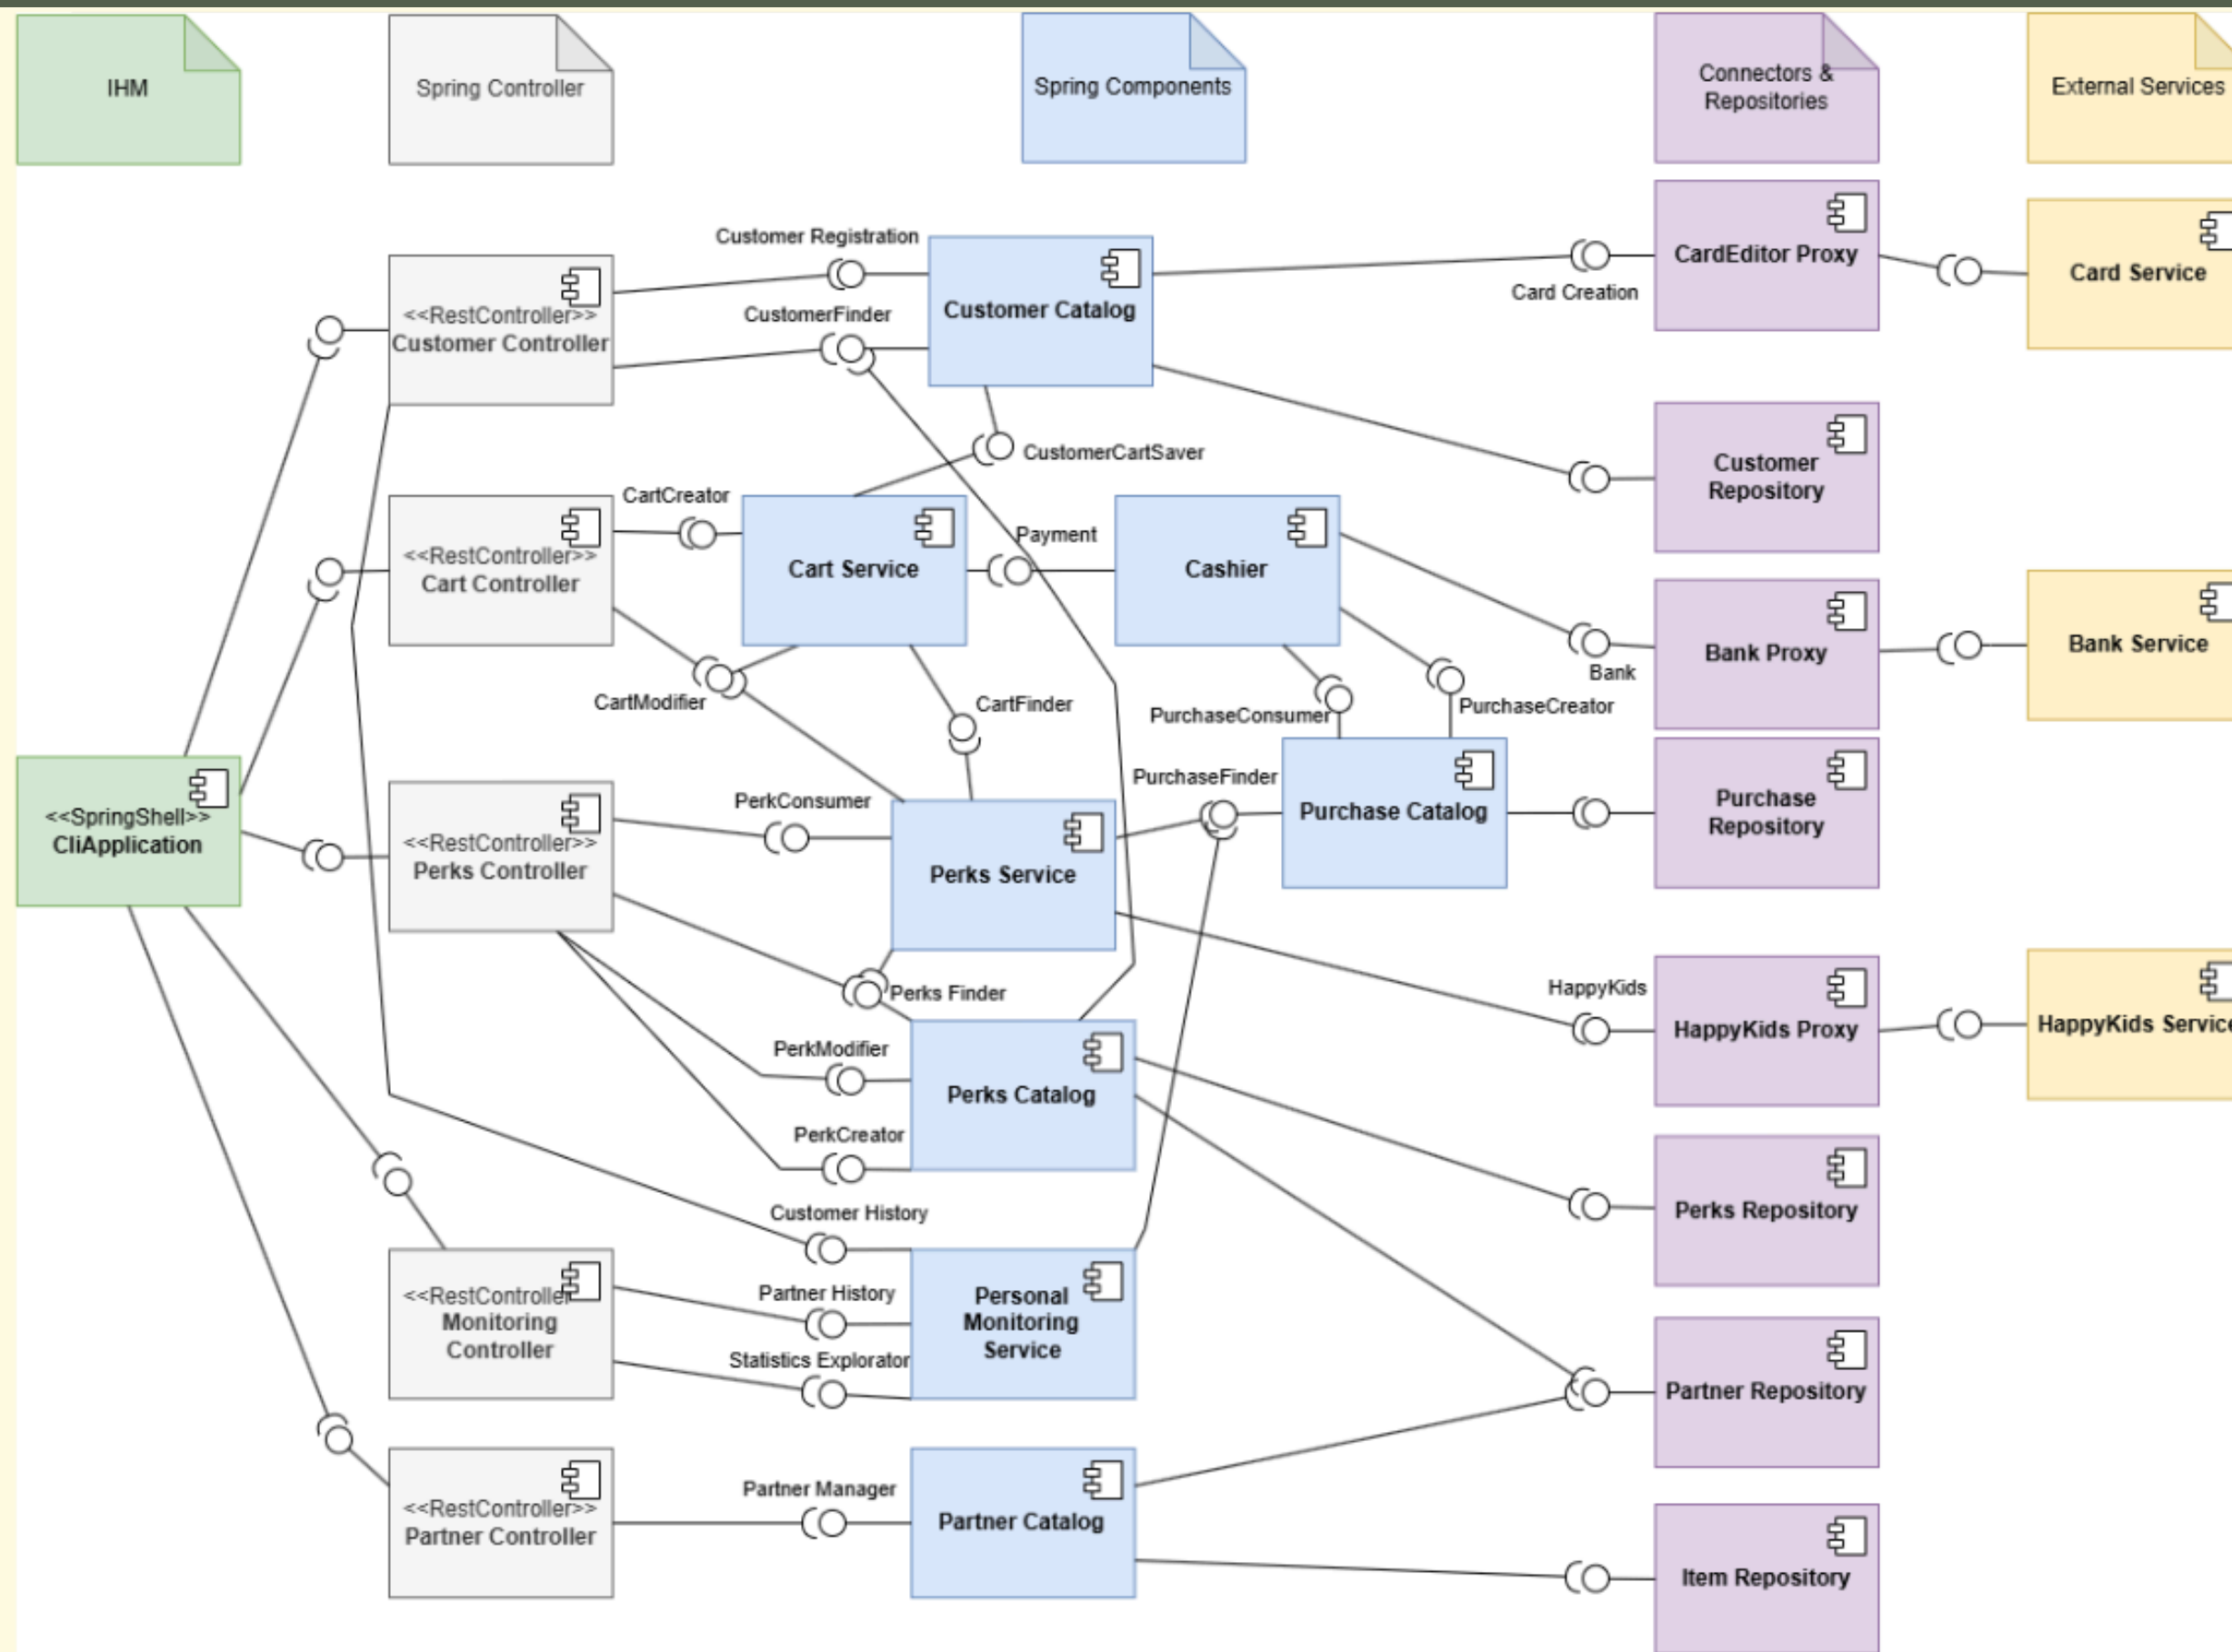 IHM
Spring Controller
Spring Components
Connectors &
Repositories
External Services
Customer Registration
CardEditor Proxy
Card Service
Card Creation
<<RestController>>
Customer Controller
CustomerFinder
Customer Catalog
CustomerCartSaver
Customer
Repository
CartCreator
Payment
<<RestController>>
Cart Controller
Cart Service
Cashier
Bank Proxy
Bank Service
Bank
CartModifier
CartFinder
PurchaseConsumer
PurchaseCreator
PurchaseFinder
<<SpringShell>>
CliApplication
PerkConsumer
<<RestController>>
Perks Controller
Perks Service
Purchase Catalog
Purchase
Repository
Perks Finder
HappyKids
HappyKids Proxy
HappyKids Service
PerkModifier
Perks Catalog
PerkCreator
Perks Repository
Customer History
<<RestController
Monitoring
Controller
Partner History
Statistics Explorator
Personal
Monitoring
Service
Partner Repository
<<RestController>>
Partner Controller
Partner Manager
Partner Catalog
Item Repository